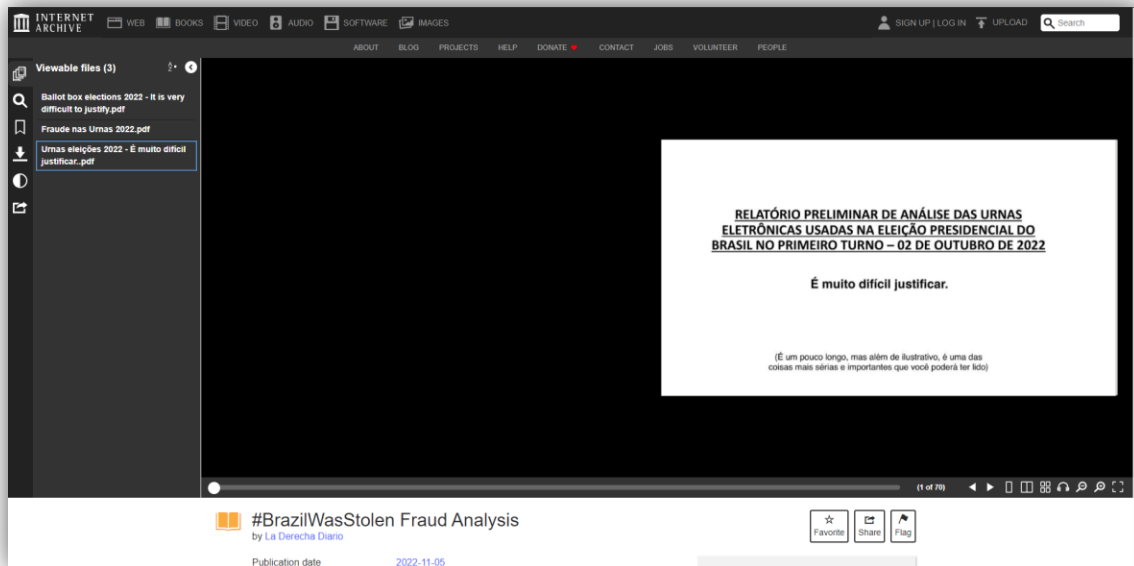 INTERNET ARCHIVE
WEB BOOKS VIDEO AUDIO SOFTWARE IMAGES
SIGN UP | LOG IN UPLOAD Search
ABOUT BLOG PROJECTS HELP DONATE CONTACT JOBS VOLUNTEER PEOPLE
Viewable files (3)
Ballot box elections 2022 - It is very
difficult to justify.pdf
Fraude nas Urnas 2022.pdf
Urnas eleições 2022 - É muito difícil
justificar..pdf
RELATÓRIO PRELIMINAR DE ANÁLISE DAS URNAS
ELETRÔNICAS USADAS NA ELEIÇÃO PRESIDENCIAL DO
BRASIL NO PRIMEIRO TURNO – 02 DE OUTUBRO DE 2022
É muito difícil justificar.
(É um pouco longo, mas além de ilustrativo, é uma das
coisas mais sérias e importantes que você poderá ter lido)
(1 of 70)
#BrazilWasStolen Fraud Analysis
by La Derecha Diario
Favorite Share Flag
Publication date 2022-11-05